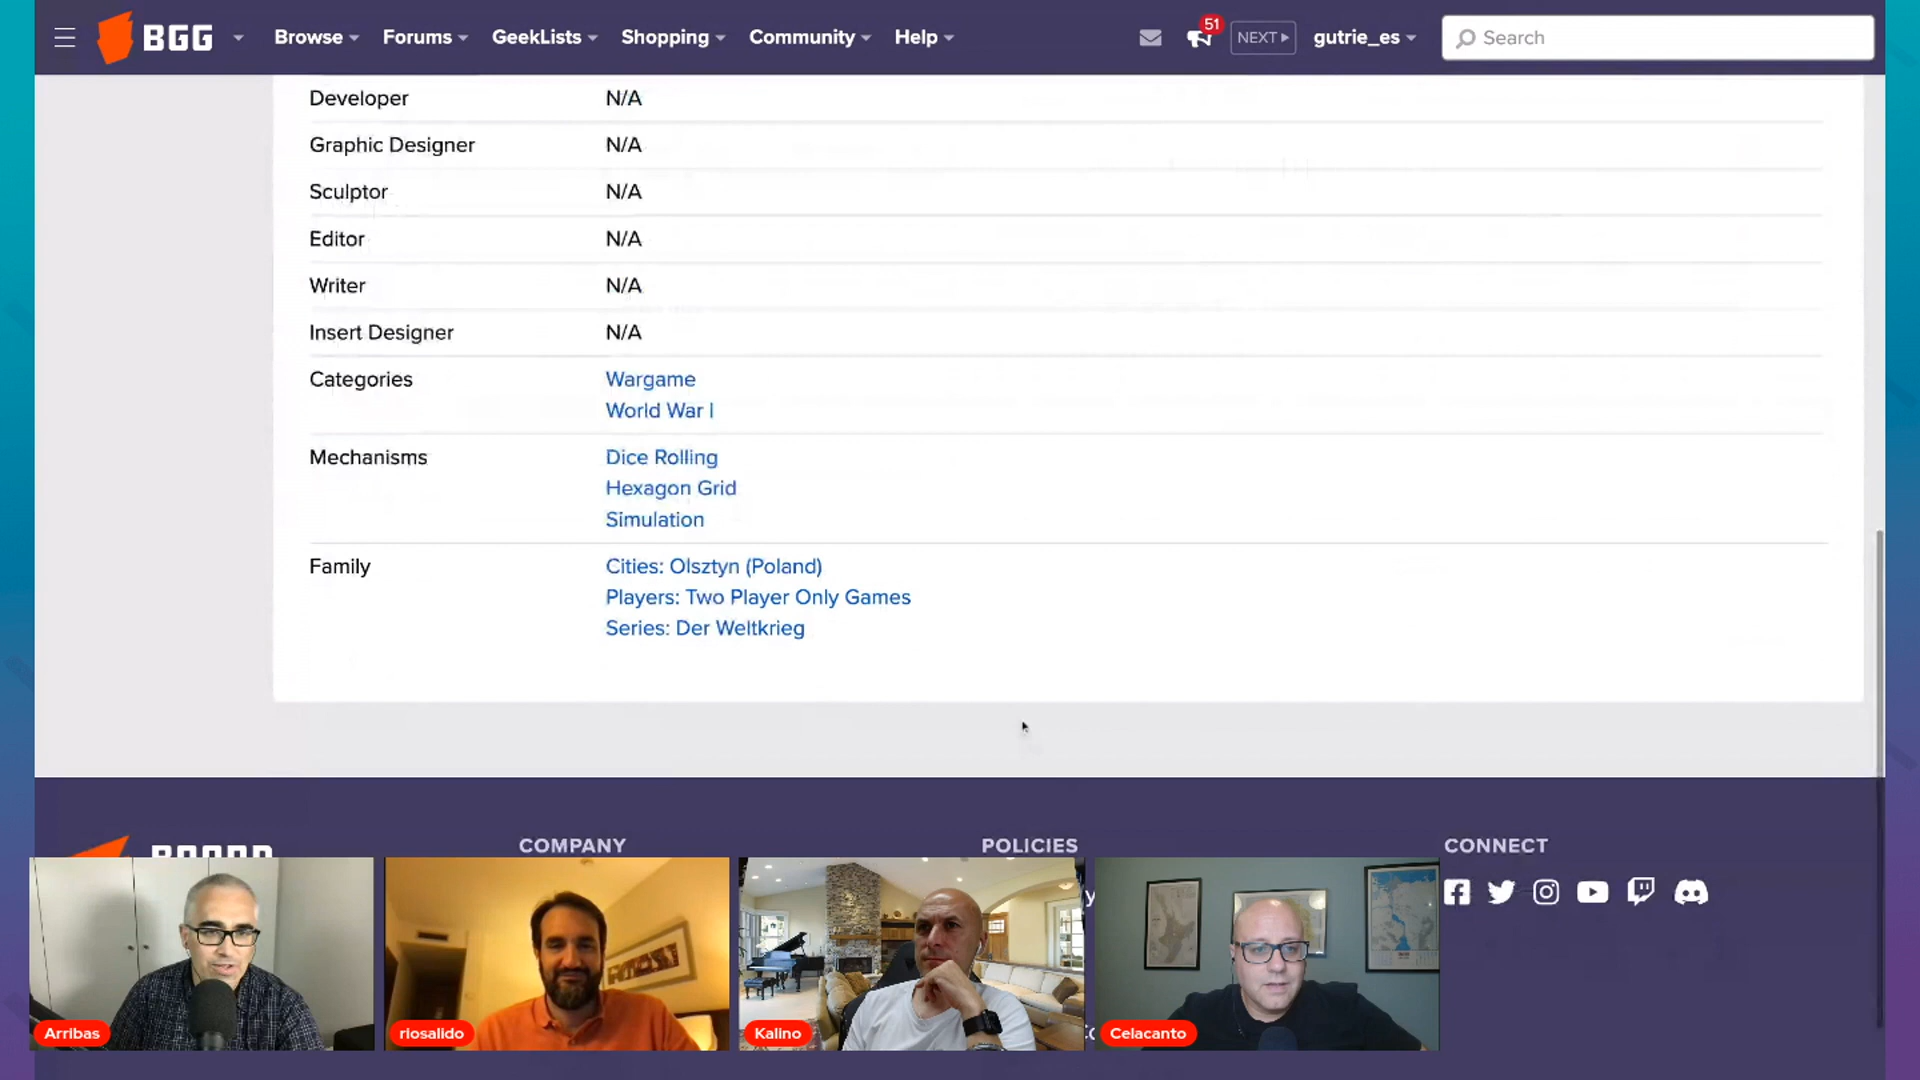 BGG Browse Forums GeekLists Shopping Community Help 51 NEXT gutrie_es Search
Developer N/A
Graphic Designer N/A
Sculptor N/A
Editor N/A
Writer N/A
Insert Designer N/A
Categories Wargame
World War I
Mechanisms Dice Rolling
Hexagon Grid
Simulation
Family Cities: Olsztyn (Poland)
Players: Two Player Only Games
Series: Der Weltkrieg
COMPANY POLICIES CONNECT
Arribas riosalido Kalino Celacanto